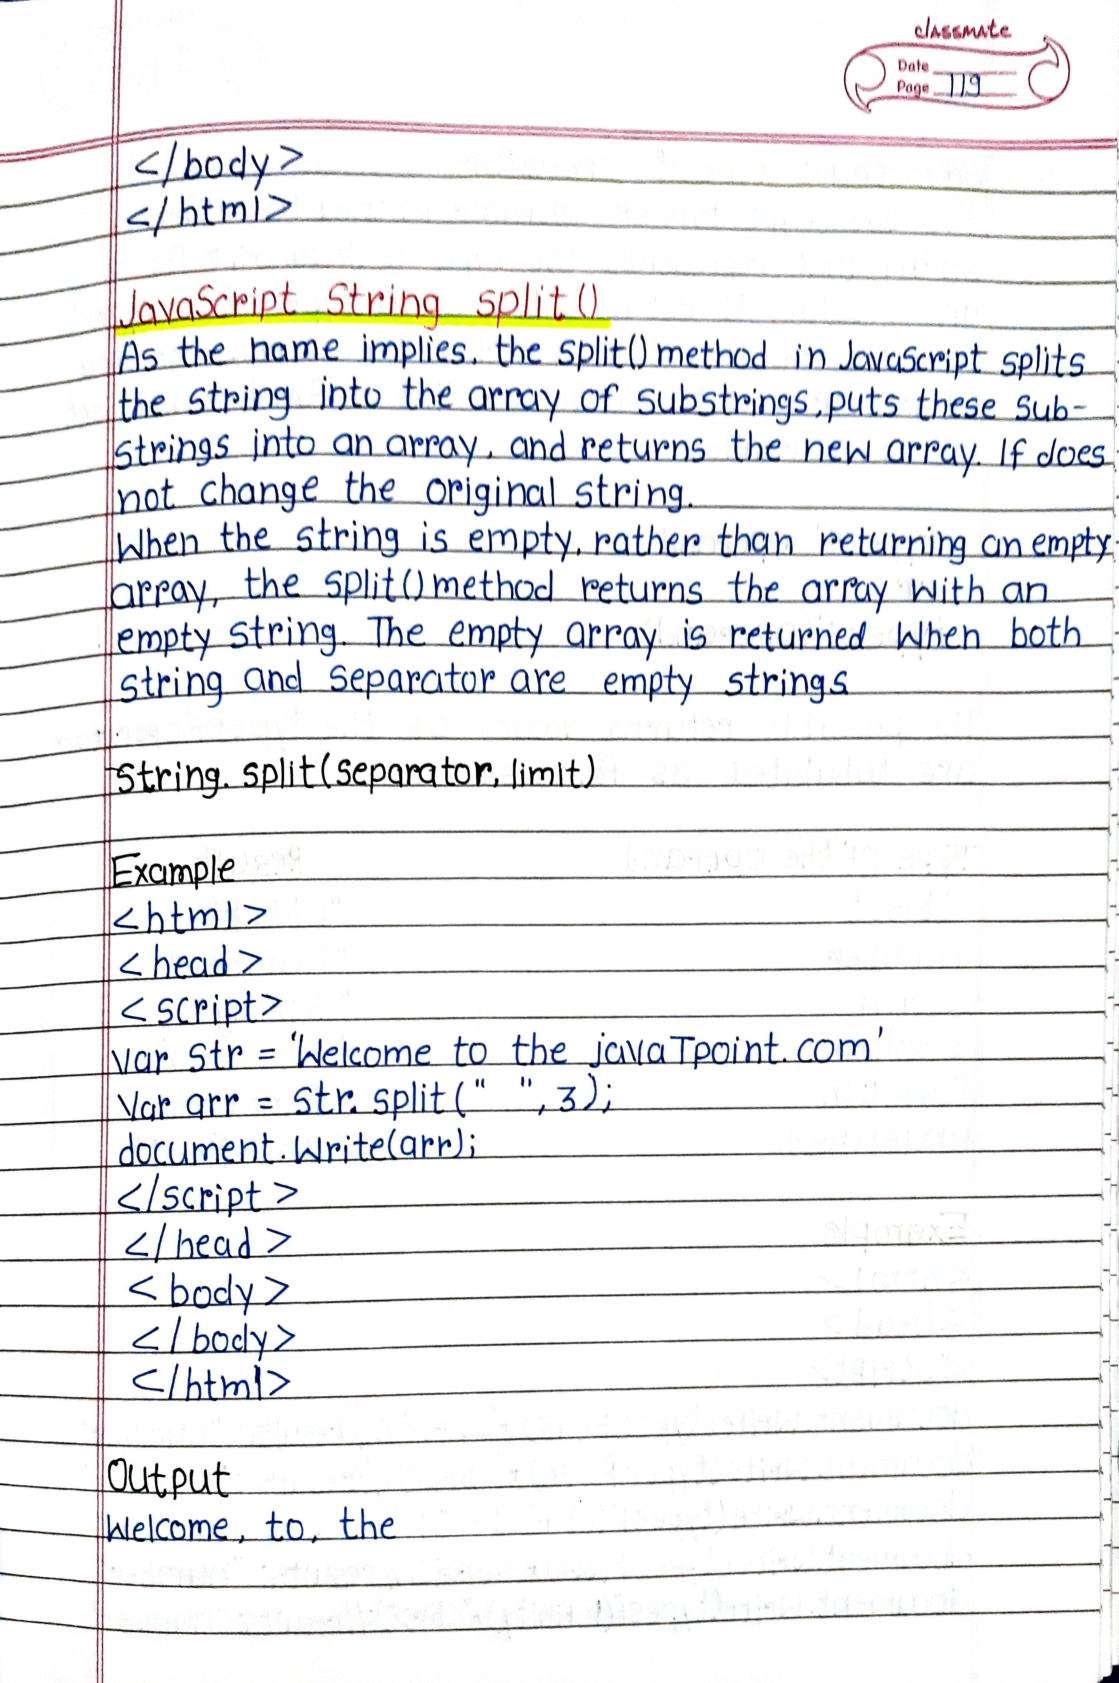 classmate
Date
Page 119
</body>
</html>
JavaScript String split()
As the name implies, the split() method in JavaScript splits
the string into the array of substrings, puts these sub-
strings into an array, and returns the new array. If does
not change the original string.
When the string is empty, rather than returning an empty
array, the split() method returns the array with an
empty string. The empty array is returned when both
string and separator are empty strings
string. split(separator, limit)
Example
<html>
<head>
<script>
var str = 'Welcome to the javaTpoint.com'
Var arr = str. split(" ", 3);
document.Write(arr);
</script>
</head>
<body>
</body>
</html>
Output
Welcome, to, the